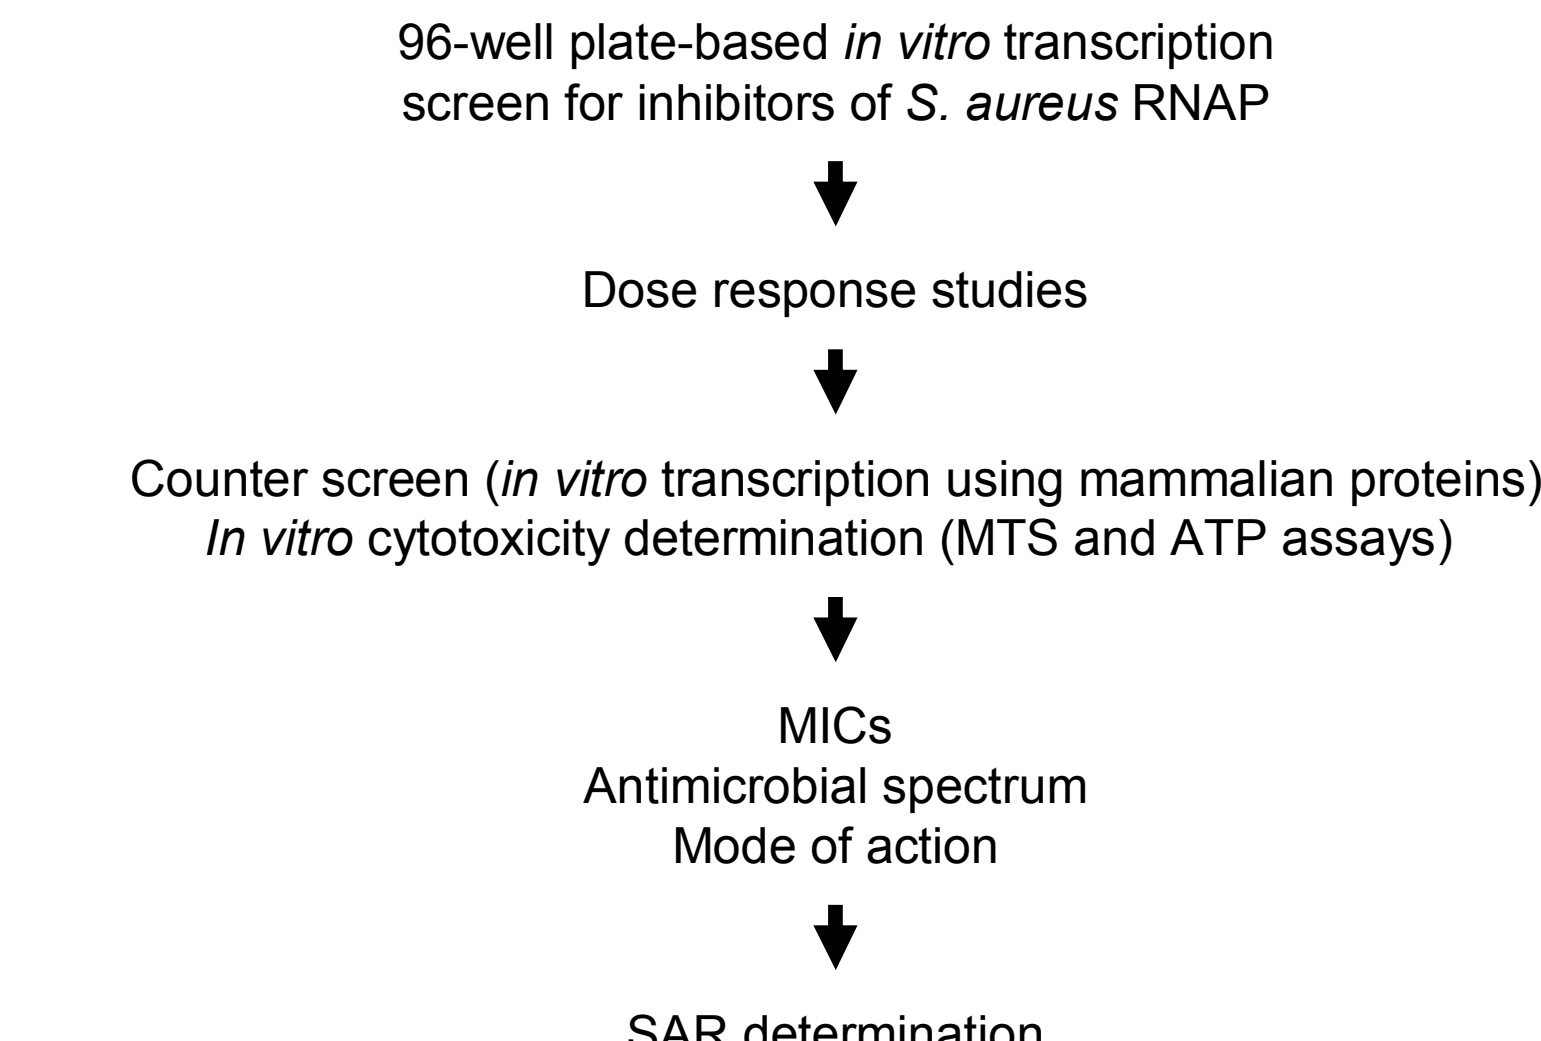 96-well plate-based in vitro transcription
screen for inhibitors of S. aureus RNAP
Dose response studies
Counter screen (in vitro transcription using mammalian proteins)
In vitro cytotoxicity determination (MTS and ATP assays)
MICs
Antimicrobial spectrum
Mode of action
SAR determination